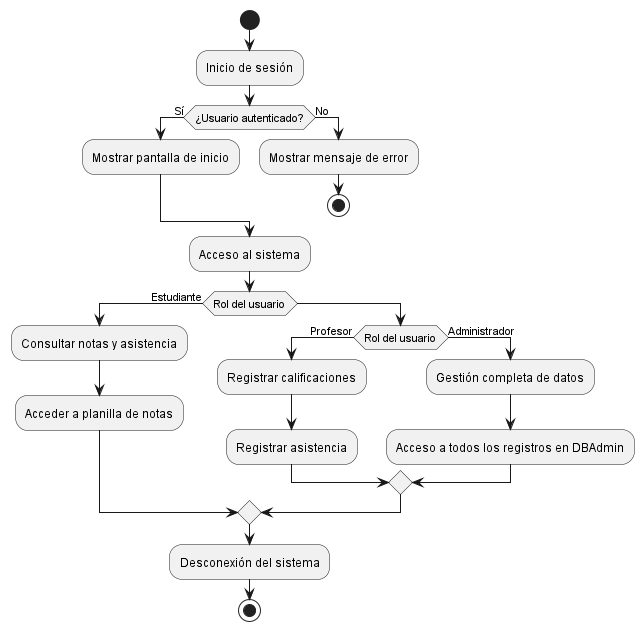 Inicio de sesión
¿Usuario autenticado?
Sí
No
Mostrar pantalla de inicio
Mostrar mensaje de error
Acceso al sistema
Rol del usuario
Estudiante
Consultar notas y asistencia
Acceder a planilla de notas
Rol del usuario
Profesor
Administrador
Registrar calificaciones
Gestión completa de datos
Registrar asistencia
Acceso a todos los registros en DBAdmin
Desconexión del sistema